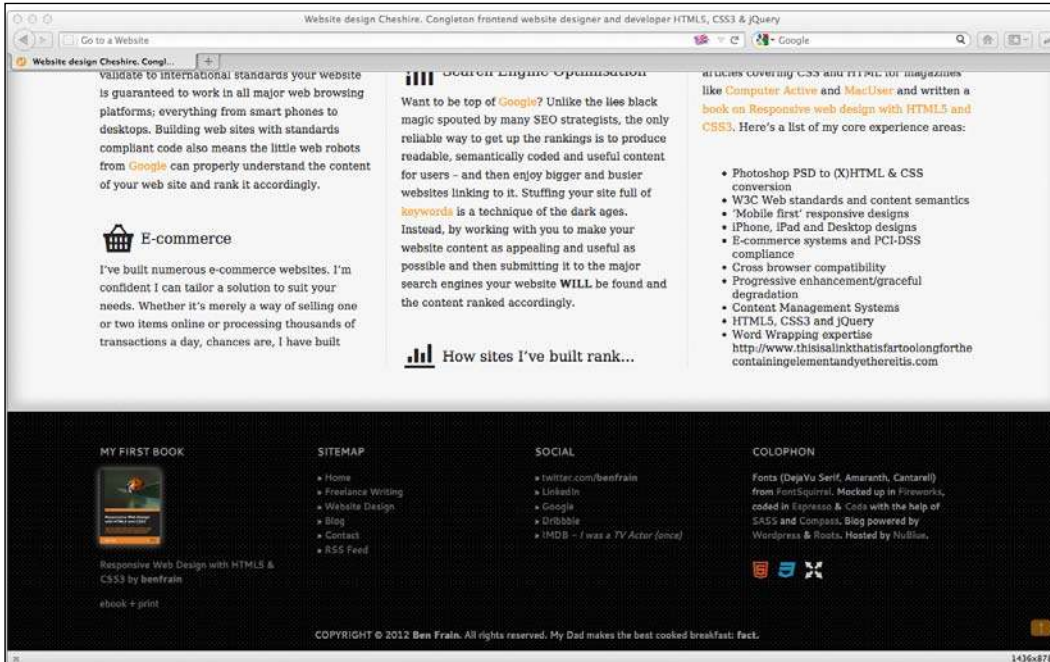 Website design Cheshire. Congleton frontend website designer and developer HTML5, CSS3 & jQuery
Go to a Website
Google
Website design Cheshire. Congl...
validate to international standards your website
is guaranteed to work in all major web browsing
platforms; everything from smart phones to
desktops. Building web sites with standards
compliant code also means the little web robots
from Google can properly understand the content
of your web site and rank it accordingly.
E-commerce
I've built numerous e-commerce websites. I'm
confident I can tailor a solution to suit your
needs. Whether it's merely a way of selling one
or two items online or processing thousands of
transactions a day, chances are, I have built
Search Engine Optimisation
Want to be top of Google? Unlike the lies black
magic spouted by many SEO strategists, the only
reliable way to get up the rankings is to produce
readable, semantically coded and useful content
for users – and then enjoy bigger and busier
websites linking to it. Stuffing your site full of
keywords is a technique of the dark ages.
Instead, by working with you to make your
website content as appealing and useful as
possible and then submitting it to the major
search engines your website WILL be found and
the content ranked accordingly.
How sites I've built rank...
articles covering CSS and HTML for magazines
like Computer Active and MacUser and written a
book on Responsive web design with HTML5 and
CSS3. Here's a list of my core experience areas:
• Photoshop PSD to (X)HTML & CSS
conversion
• W3C Web standards and content semantics
• 'Mobile first' responsive designs
• iPhone, iPad and Desktop designs
• E-commerce systems and PCI-DSS
compliance
• Cross browser compatibility
• Progressive enhancement/graceful
degradation
• Content Management Systems
• HTML5, CSS3 and jQuery
• Word Wrapping expertise
http://www.thisisalinkthatisfartoolongforthe
containingelementandyethereitis.com
MY FIRST BOOK
Responsive Web Design
with HTML5 and CSS3
Responsive Web Design with HTML5 &
CSS3 by benfrain
ebook + print
SITEMAP
» Home
» Freelance Writing
» Website Design
» Blog
» Contact
» RSS Feed
SOCIAL
» twitter.com/benfrain
» LinkedIn
» Google
» Dribbble
» IMDB – I was a TV Actor (once)
COLOPHON
Fonts (DejaVu Serif, Amaranth, Cantarell)
from FontSquirrel. Mocked up in Fireworks,
coded in Espresso & Coda with the help of
SASS and Compass. Blog powered by
Wordpress & Roots. Hosted by NuBlue.
COPYRIGHT © 2012 Ben Frain. All rights reserved. My Dad makes the best cooked breakfast: fact.